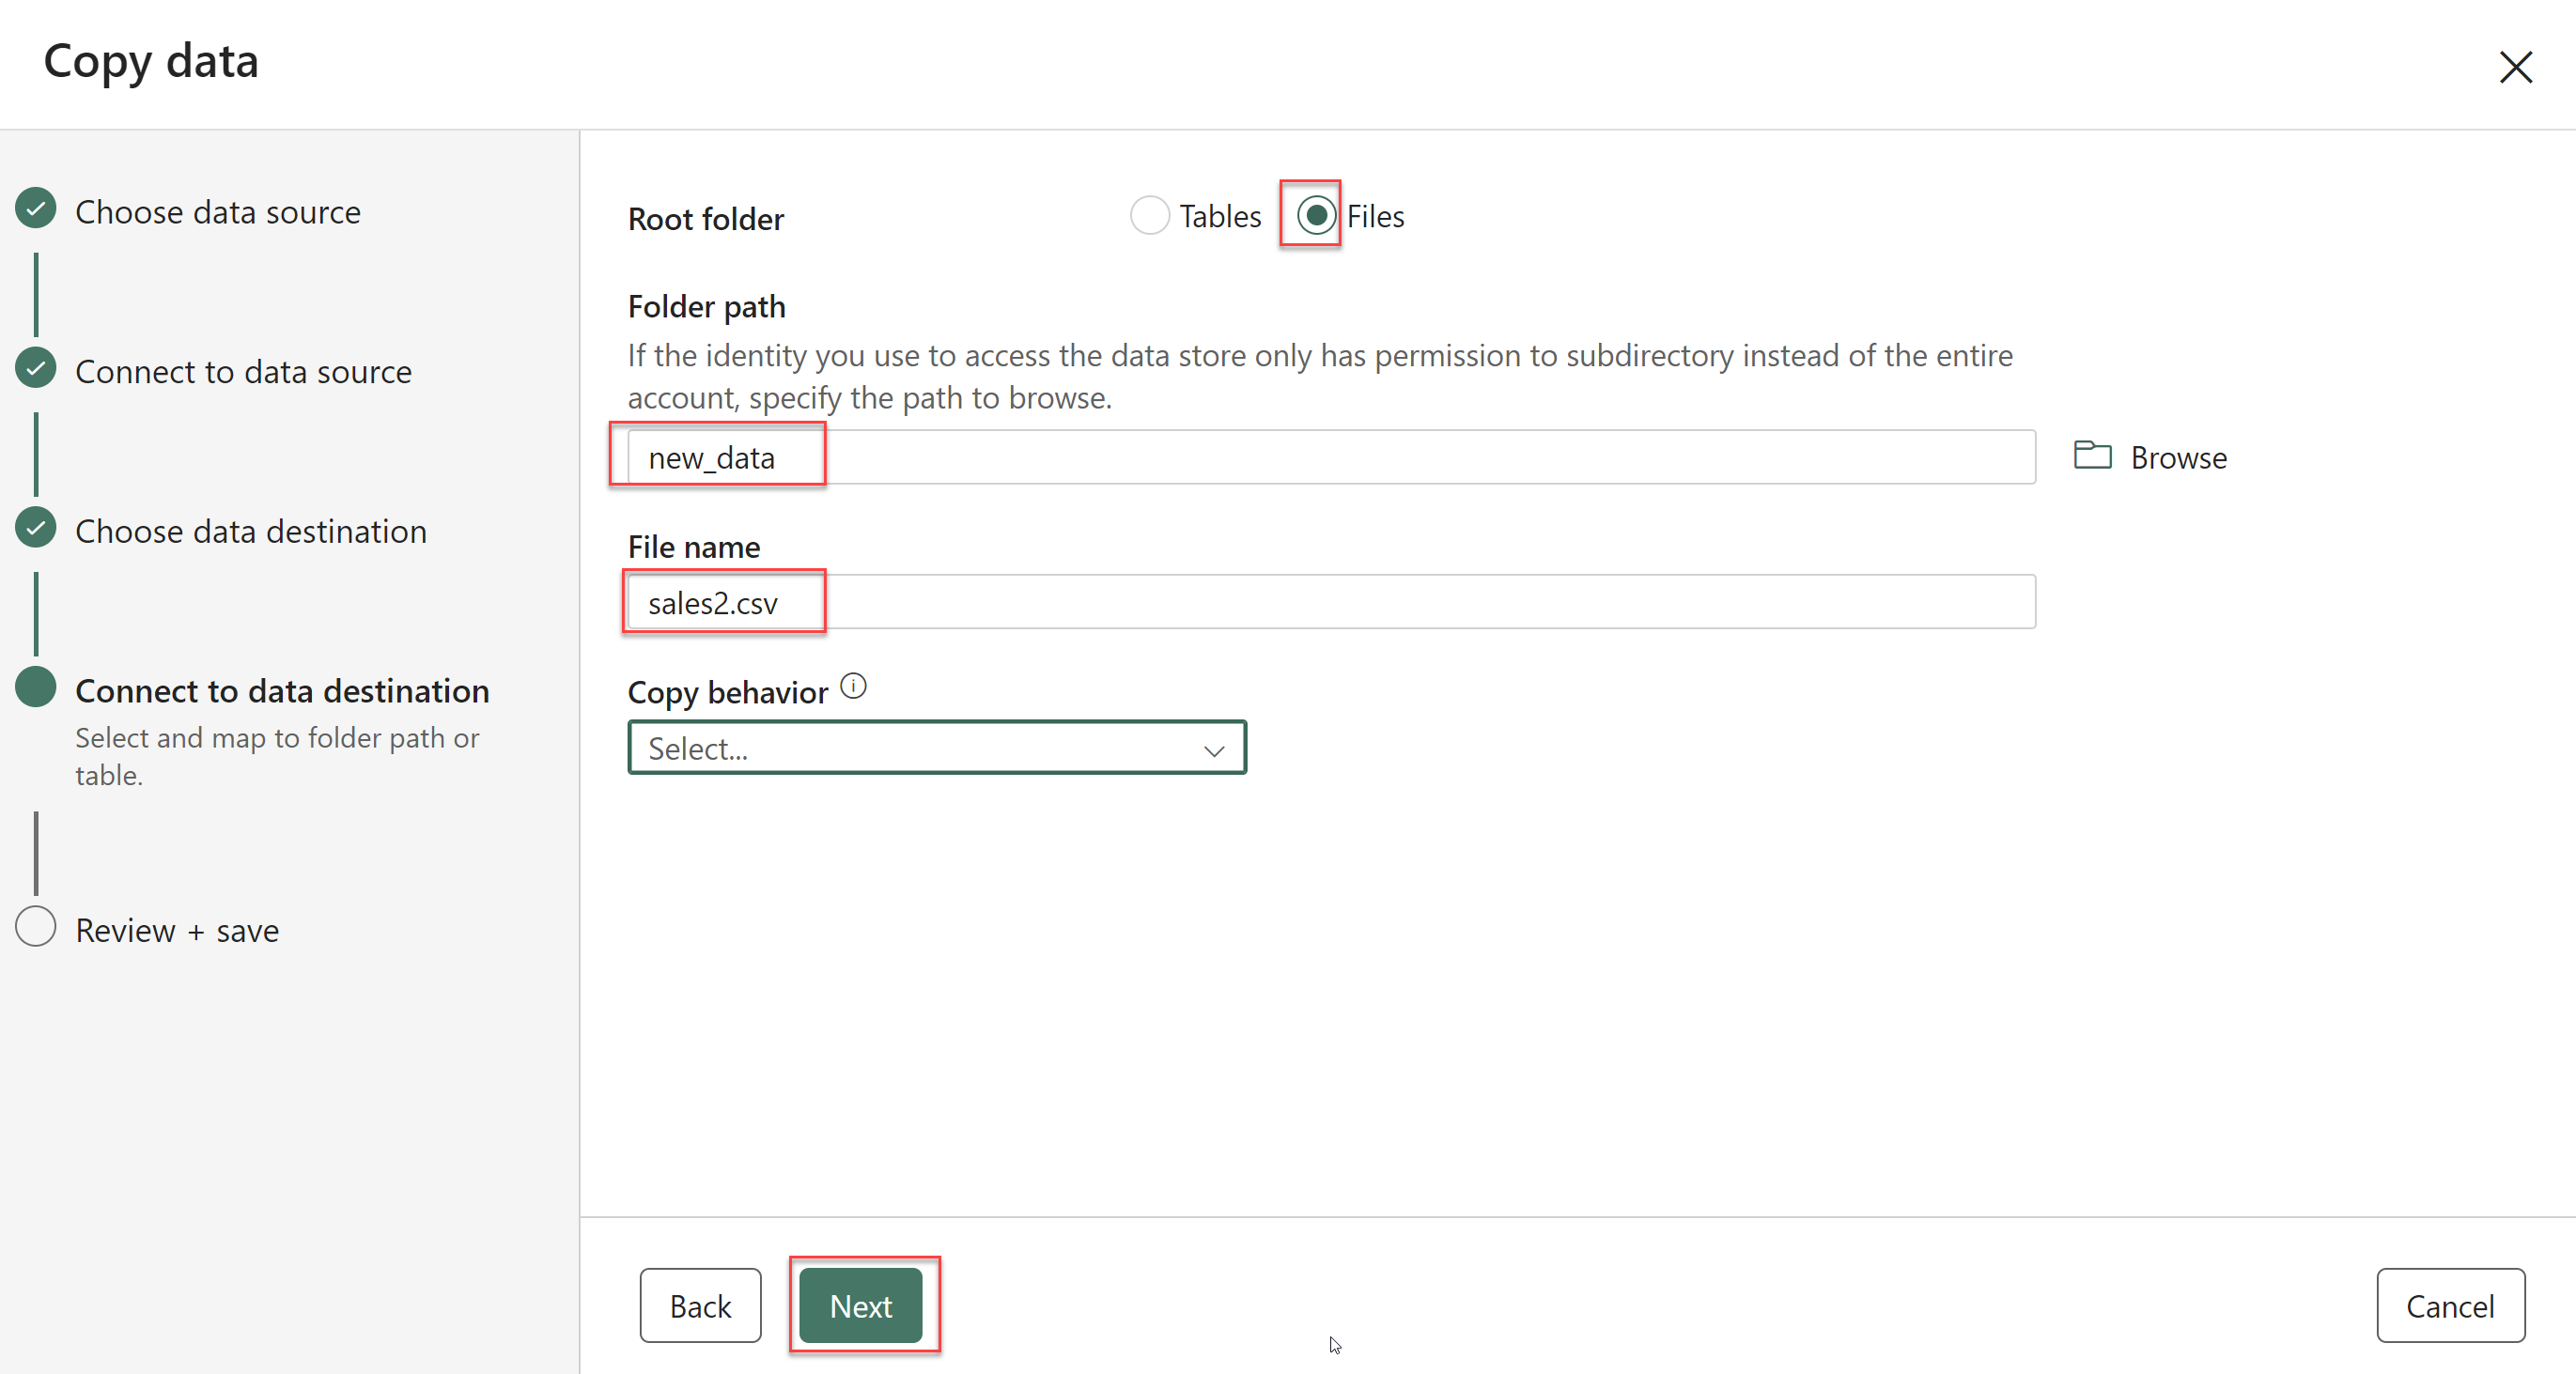 Copy data
Choose data source
Connect to data source
Choose data destination
Connect to data destination
Select and map to folder path or
table.
Review + save
Root folder
Tables
Files
Folder path
If the identity you use to access the data store only has permission to subdirectory instead of the entire
account, specify the path to browse.
new_data
Browse
File name
sales2.csv
Copy behavior
Select...
Back
Next
Cancel